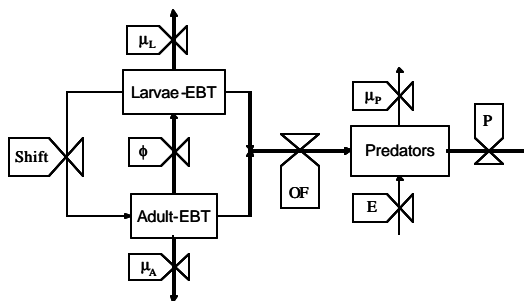 μL
Larvae-EBT
μP
P
Shift
φ
Predators
OF
Adult-EBT
E
μA